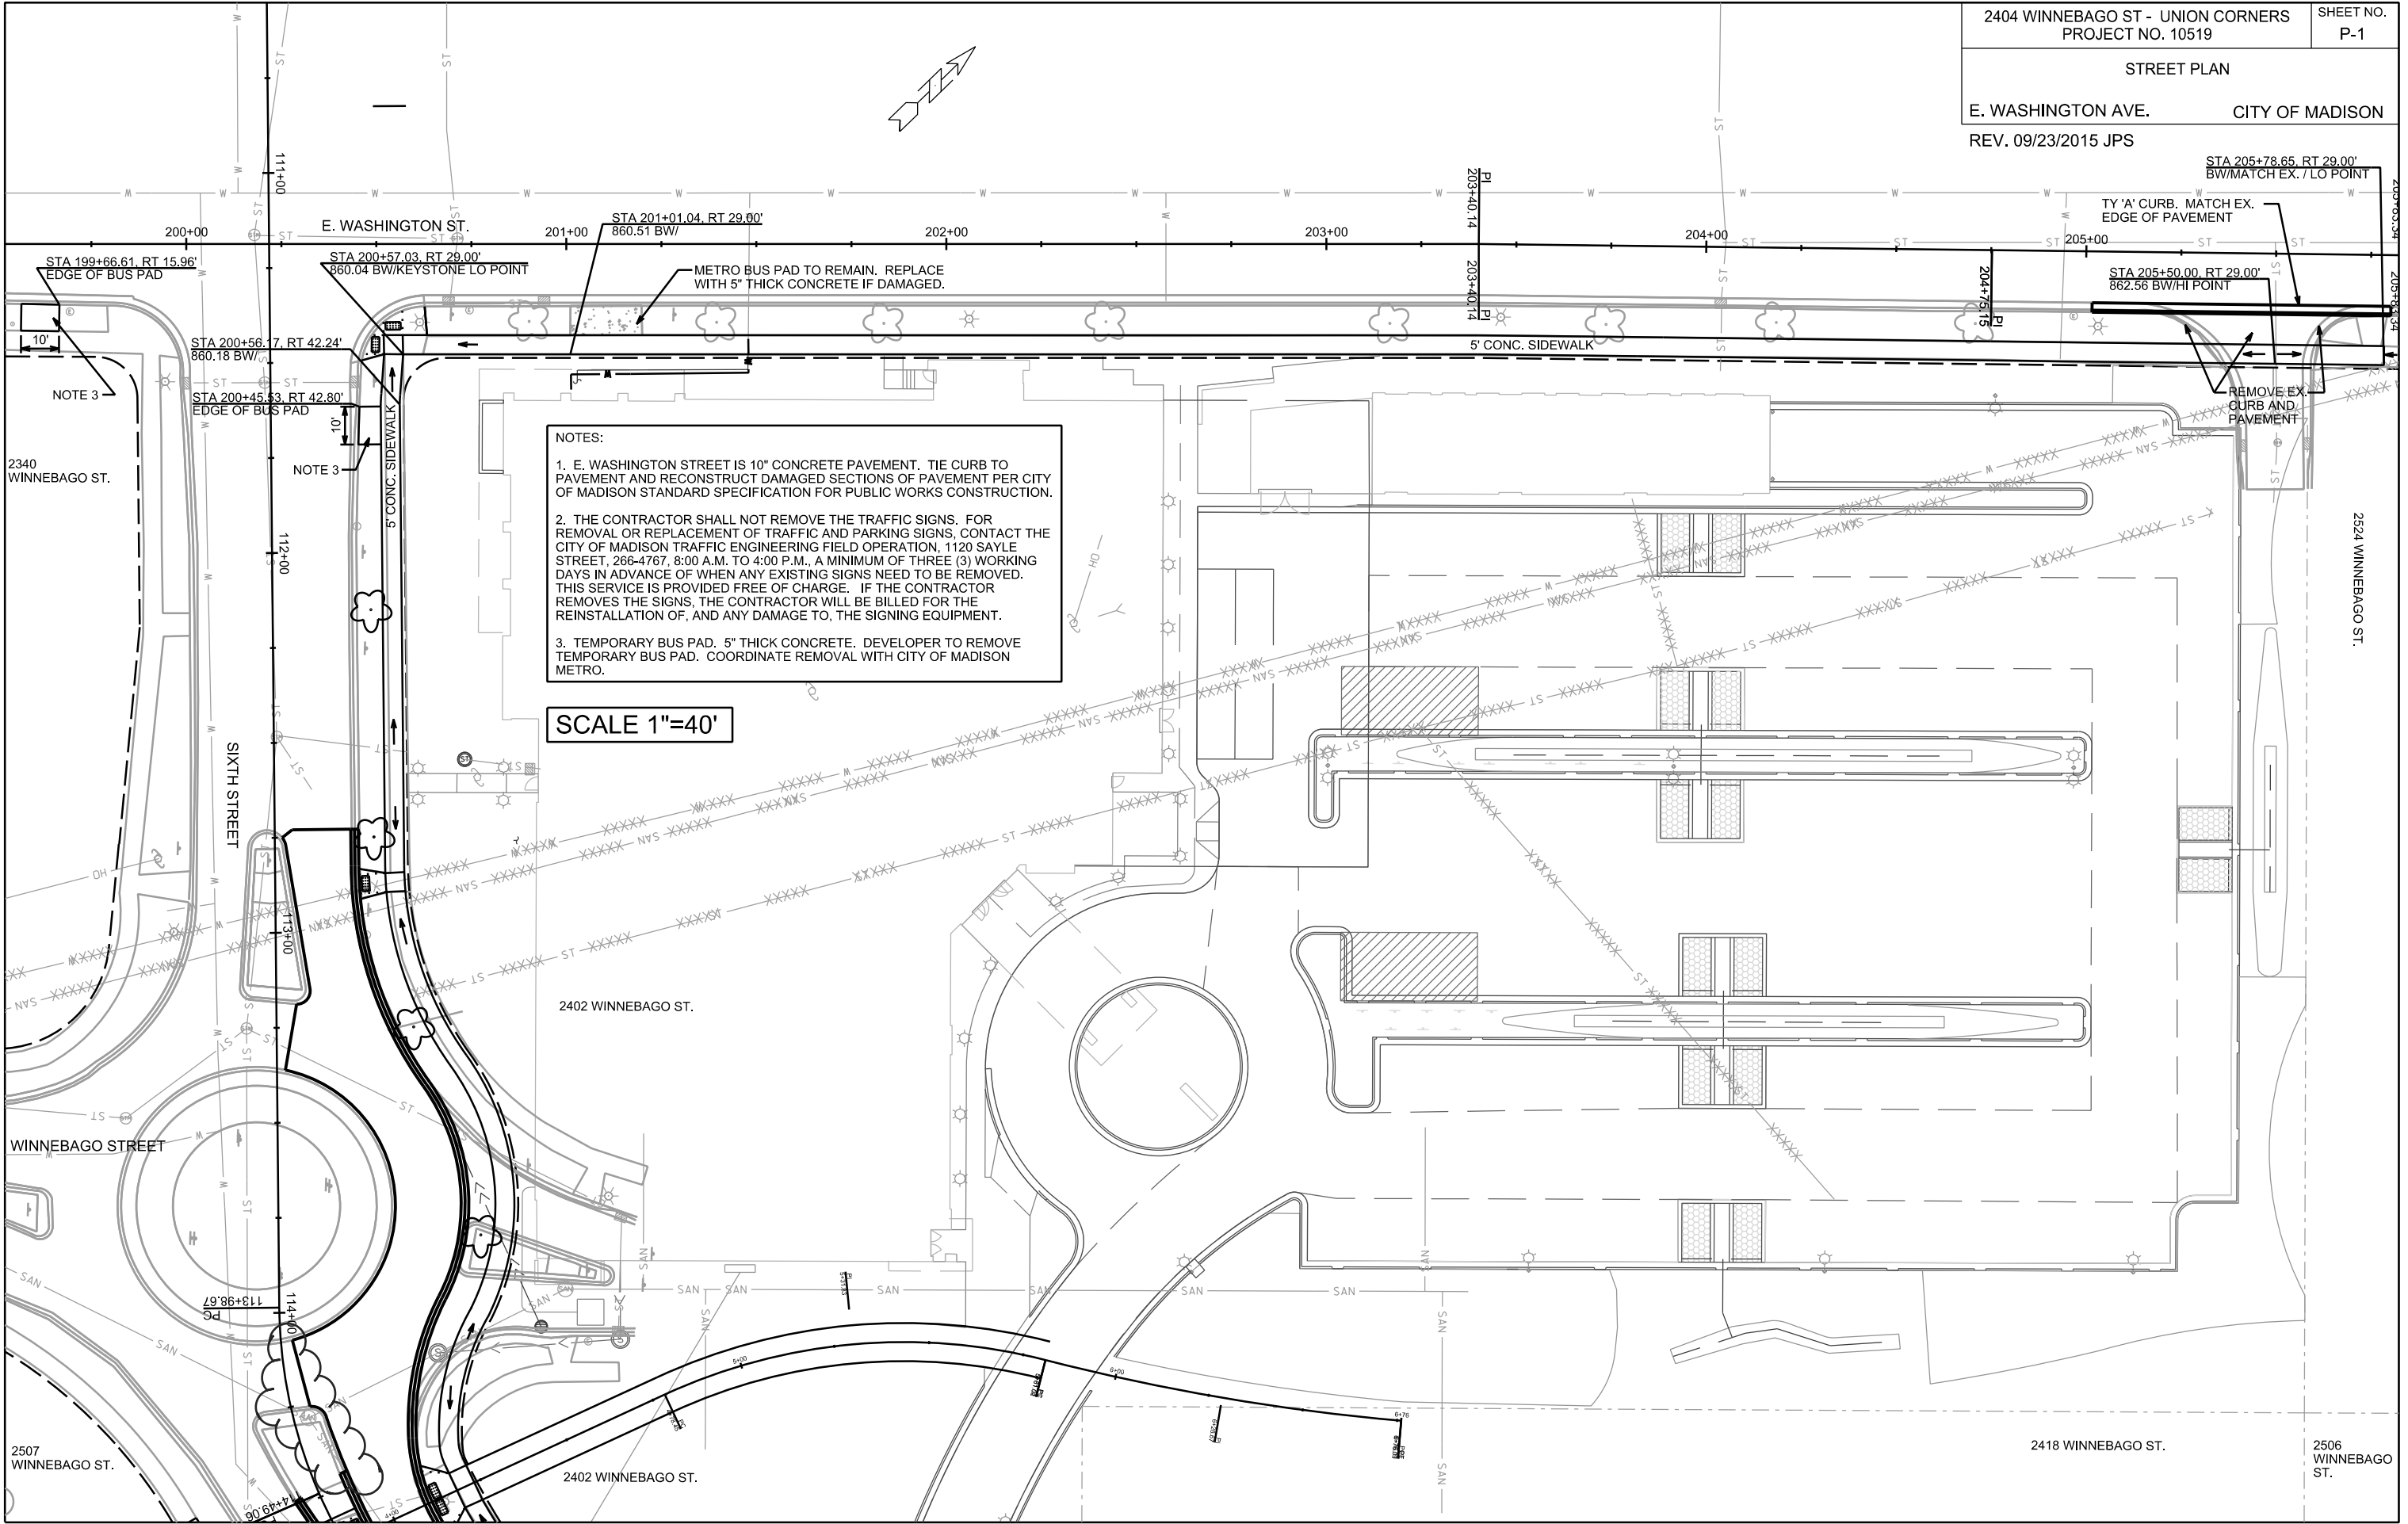 2404 WINNEBAGO ST - UNION CORNERS
PROJECT NO. 10519
SHEET NO.
P-1
STREET PLAN
E. WASHINGTON AVE.
CITY OF MADISON
REV. 09/23/2015 JPS
STA 205+78.65, RT 29.00'
BW/MATCH EX. / LO POINT
TY 'A' CURB. MATCH EX.
EDGE OF PAVEMENT
111+00
E. WASHINGTON ST.
200+00
201+00
202+00
203+00
204+00
205+00
PI
203+40.14
203+40.14
PI
204+75.15
PI
205+83.34
205+83.34
STA 201+01.04, RT 29.00'
860.51 BW/
STA 199+66.61, RT 15.96'
EDGE OF BUS PAD
STA 200+57.03, RT 29.00'
860.04 BW/KEYSTONE LO POINT
METRO BUS PAD TO REMAIN. REPLACE
WITH 5" THICK CONCRETE IF DAMAGED.
STA 205+50.00, RT 29.00'
862.56 BW/HI POINT
10'
STA 200+56.17, RT 42.24'
860.18 BW/
5' CONC. SIDEWALK
NOTE 3
STA 200+45.53, RT 42.80'
EDGE OF BUS PAD
10'
REMOVE EX.
CURB AND
PAVEMENT
5' CONC. SIDEWALK
NOTE 3
2340
WINNEBAGO ST.
NOTES:
1. E. WASHINGTON STREET IS 10" CONCRETE PAVEMENT. TIE CURB TO
PAVEMENT AND RECONSTRUCT DAMAGED SECTIONS OF PAVEMENT PER CITY
OF MADISON STANDARD SPECIFICATION FOR PUBLIC WORKS CONSTRUCTION.
2. THE CONTRACTOR SHALL NOT REMOVE THE TRAFFIC SIGNS. FOR
REMOVAL OR REPLACEMENT OF TRAFFIC AND PARKING SIGNS, CONTACT THE
CITY OF MADISON TRAFFIC ENGINEERING FIELD OPERATION, 1120 SAYLE
STREET, 266-4767, 8:00 A.M. TO 4:00 P.M., A MINIMUM OF THREE (3) WORKING
DAYS IN ADVANCE OF WHEN ANY EXISTING SIGNS NEED TO BE REMOVED.
THIS SERVICE IS PROVIDED FREE OF CHARGE. IF THE CONTRACTOR
REMOVES THE SIGNS, THE CONTRACTOR WILL BE BILLED FOR THE
REINSTALLATION OF, AND ANY DAMAGE TO, THE SIGNING EQUIPMENT.
3. TEMPORARY BUS PAD. 5" THICK CONCRETE. DEVELOPER TO REMOVE
TEMPORARY BUS PAD. COORDINATE REMOVAL WITH CITY OF MADISON
METRO.
SCALE 1"=40'
112+00
2524 WINNEBAGO ST.
SIXTH STREET
113+00
2402 WINNEBAGO ST.
WINNEBAGO STREET
PC
113+98.67
114+00
5+00
6+00
6+76
2507
WINNEBAGO ST.
2402 WINNEBAGO ST.
2418 WINNEBAGO ST.
2506
WINNEBAGO
ST.
114+49.06
4+00